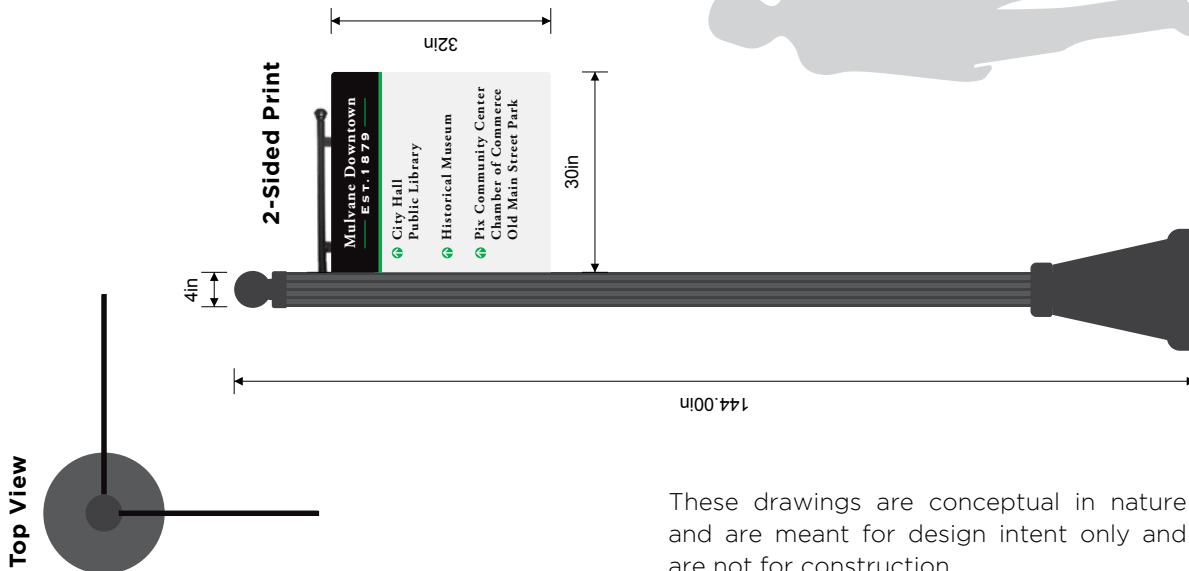 32in
2-Sided Print
Mulvane Downtown
EST.1879
City Hall
Public Library
Historical Museum
Pix Community Center
Chamber of Commerce
Old Main Street Park
30in
4in
144.00in
Top View
These drawings are conceptual in nature
and are meant for design intent only and
are not for construction